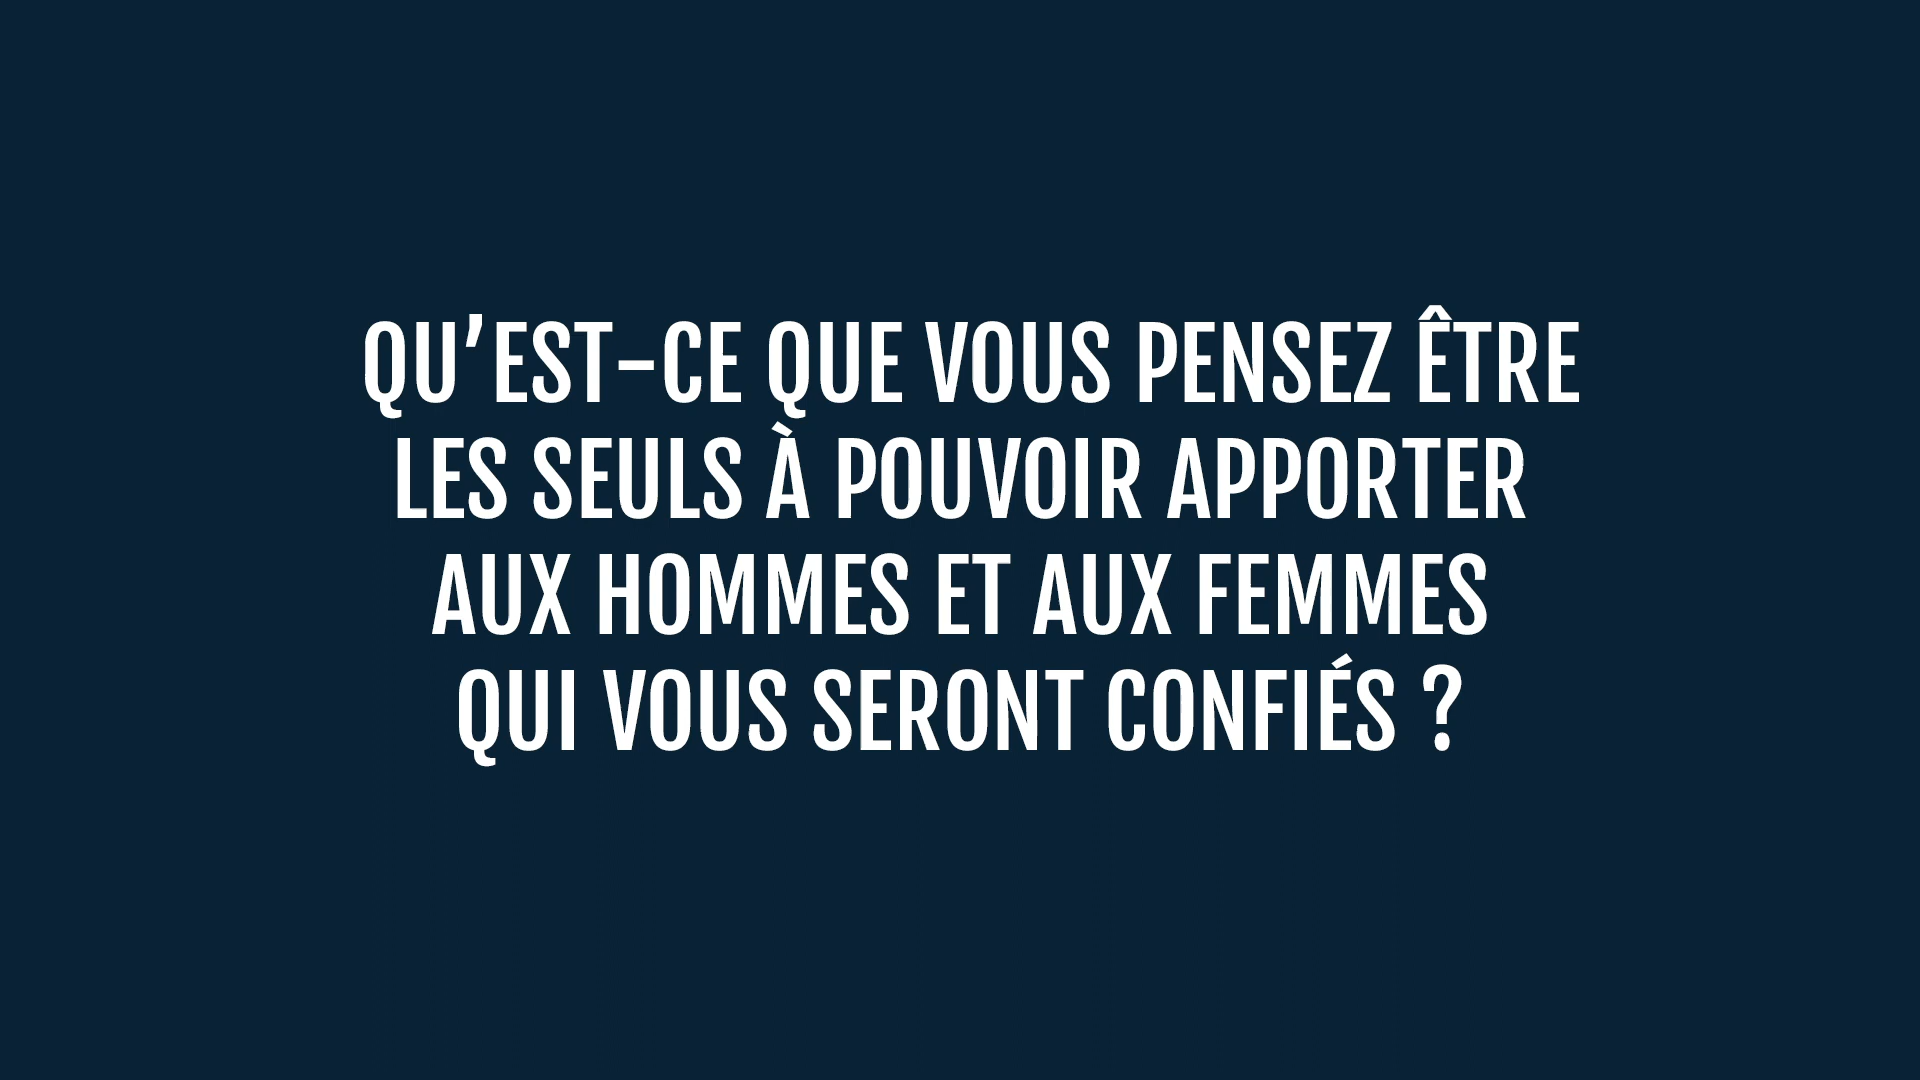 QU’EST-CE QUE VOUS PENSEZ ÊTRE
LES SEULS À POUVOIR APPORTER
AUX HOMMES ET AUX FEMMES
QUI VOUS SERONT CONFIÉS ?